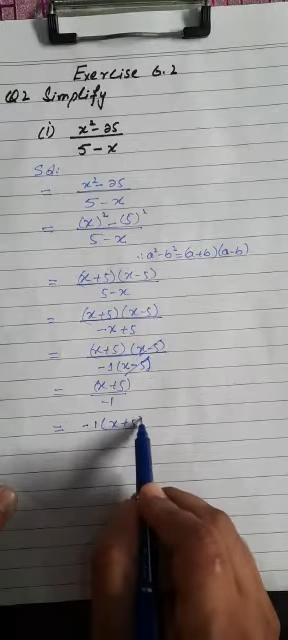 Exercise 6.2
Q2 Simplify
(i) x²-25 / 5-x
Sol:
= x²-25 / 5-x
= (x)²-(5)² / 5-x
∴ a²-b²=(a+b)(a-b)
= (x+5)(x-5) / 5-x
= (x+5)(x-5) / -x+5
= (x+5)(x-5) / -1(x-5)
= (x+5) / -1
= -1(x+5